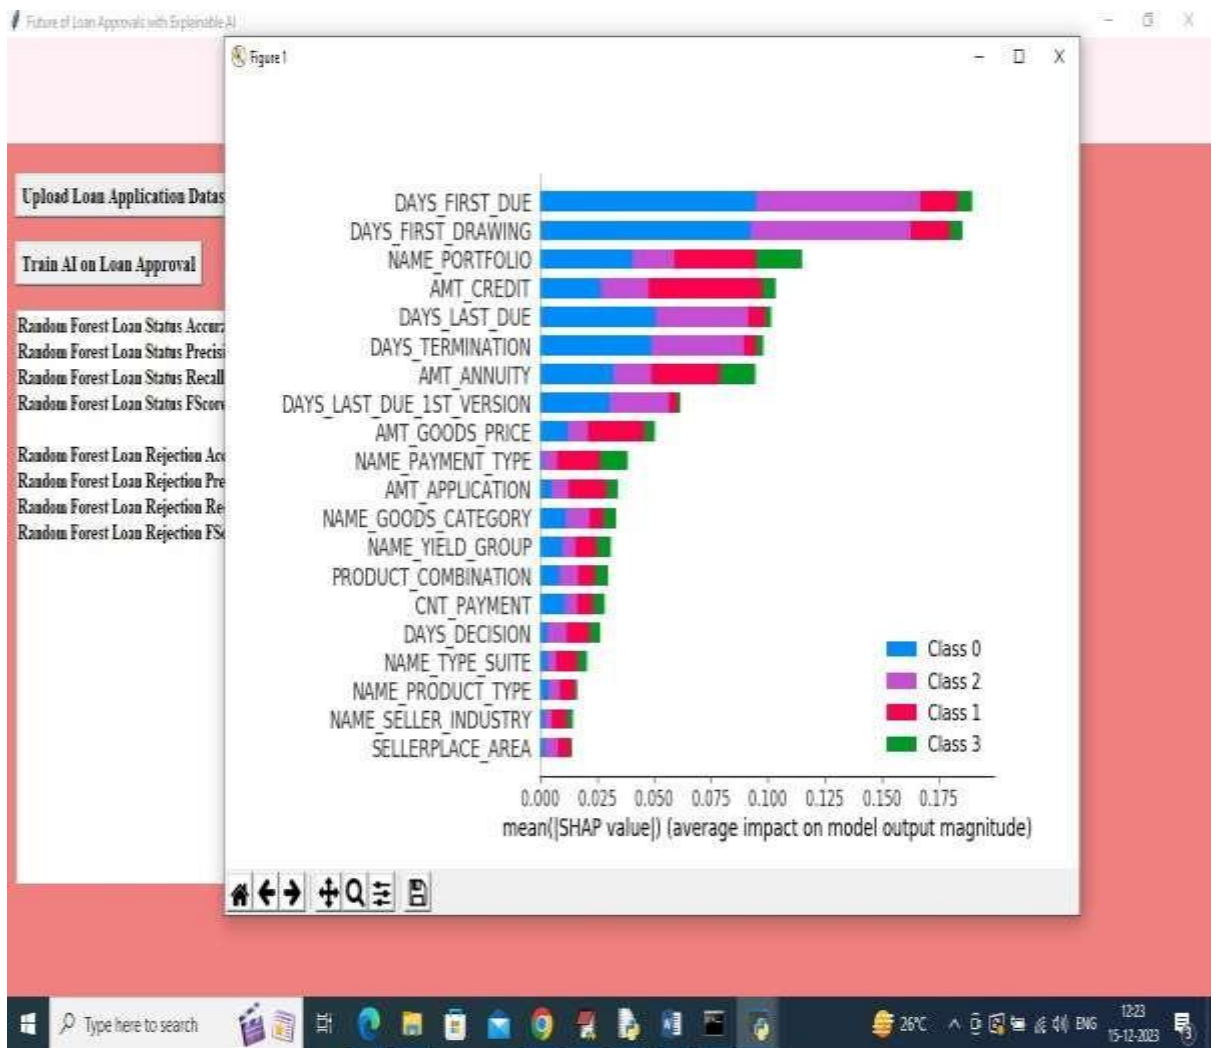 Future of Loan Approvals with Explainable AI
Figure 1
Upload Loan Application Datas
Train AI on Loan Approval
Random Forest Loan Status Accura
Random Forest Loan Status Precisi
Random Forest Loan Status Recall
Random Forest Loan Status FScore
Random Forest Loan Rejection Acc
Random Forest Loan Rejection Pre
Random Forest Loan Rejection Re
Random Forest Loan Rejection FSc
DAYS_FIRST_DUE
DAYS_FIRST_DRAWING
NAME_PORTFOLIO
AMT_CREDIT
DAYS_LAST_DUE
DAYS_TERMINATION
AMT_ANNUITY
DAYS_LAST_DUE_1ST_VERSION
AMT_GOODS_PRICE
NAME_PAYMENT_TYPE
AMT_APPLICATION
NAME_GOODS_CATEGORY
NAME_YIELD_GROUP
PRODUCT_COMBINATION
CNT_PAYMENT
DAYS_DECISION
NAME_TYPE_SUITE
NAME_PRODUCT_TYPE
NAME_SELLER_INDUSTRY
SELLERPLACE_AREA
Class 0
Class 2
Class 1
Class 3
0.000 0.025 0.050 0.075 0.100 0.125 0.150 0.175
mean(|SHAP value|) (average impact on model output magnitude)
Type here to search
26°C
ENG
12:23
15-12-2023
3